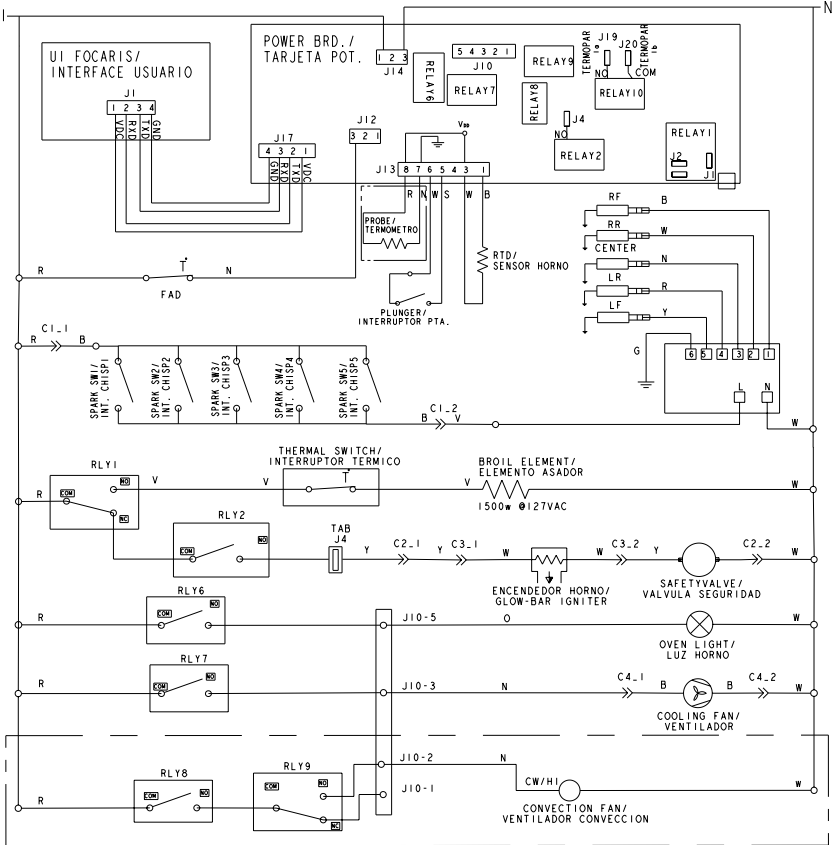 I
N
UI FOCARIS/
INTERFACE USUARIO
J1
1 2 3 4
VDC
RXD
TXD
GND
POWER BRD./
TARJETA POT.
1 2 3
J14
RELAY6
5 4 3 2 1
J10
RELAY7
RELAY9
RELAY8
TERMOPAR
1a
J19
J20
TERMOPAR
1b
NO
COM
RELAY10
J4
NO
RELAY2
RELAY1
J2
J1
J17
4 3 2 1
GND
RXD
TXD
VDC
J12
3 2 1
VDD
J13
8 7 6 5 4 3 1
R N W S W B
PROBE/
TERMOMETRO
RTD/
SENSOR HORNO
PLUNGER/
INTERRUPTOR PTA.
R
T°
N
FAD
RF
B
RR
W
CENTER
N
LR
R
LF
Y
G
6 5 4 3 2 1
L
N
W
R
C1_1
B
SPARK SW1/
INT. CHISP1
SPARK SW2/
INT. CHISP2
SPARK SW3/
INT. CHISP3
SPARK SW4/
INT. CHISP4
SPARK SW5/
INT. CHISP5
B
C1_2
V
RLY1
R
COM
NO
NC
V
V
THERMAL SWITCH/
INTERRUPTOR TERMICO
T°
V
BROIL ELEMENT/
ELEMENTO ASADOR
1500w @127VAC
W
RLY2
COM
NO
TAB
J4
Y
C2_1
Y
C3_1
W
ENCENDEDOR HORNO/
GLOW-BAR IGNITER
W
C3_2
Y
SAFETYVALVE/
VALVULA SEGURIDAD
C2_2
W
RLY6
R
COM
NO
J10-5
O
OVEN LIGHT/
LUZ HORNO
W
RLY7
R
COM
NO
J10-3
N
C4_1
B
COOLING FAN/
VENTILADOR
B
C4_2
W
RLY8
R
COM
NO
RLY9
COM
NO
NC
J10-2
J10-1
N
CW/HI
CONVECTION FAN/
VENTILADOR CONVECCION
W